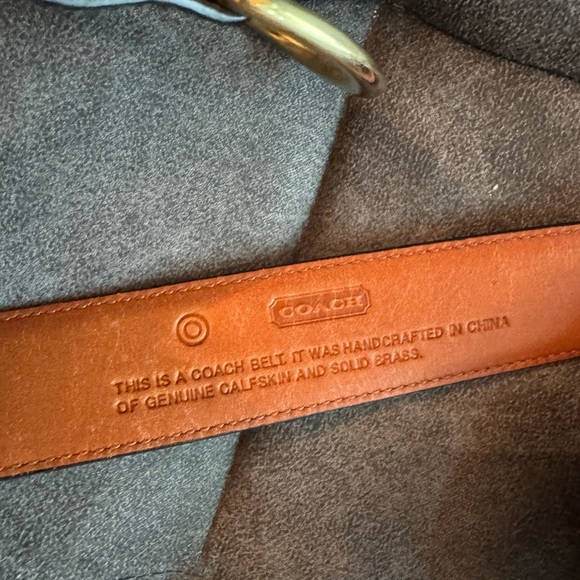 COACH
THIS IS A COACH BELT. IT WAS HANDCRAFTED IN CHINA
OF GENUINE CALFSKIN AND SOLID BRASS.